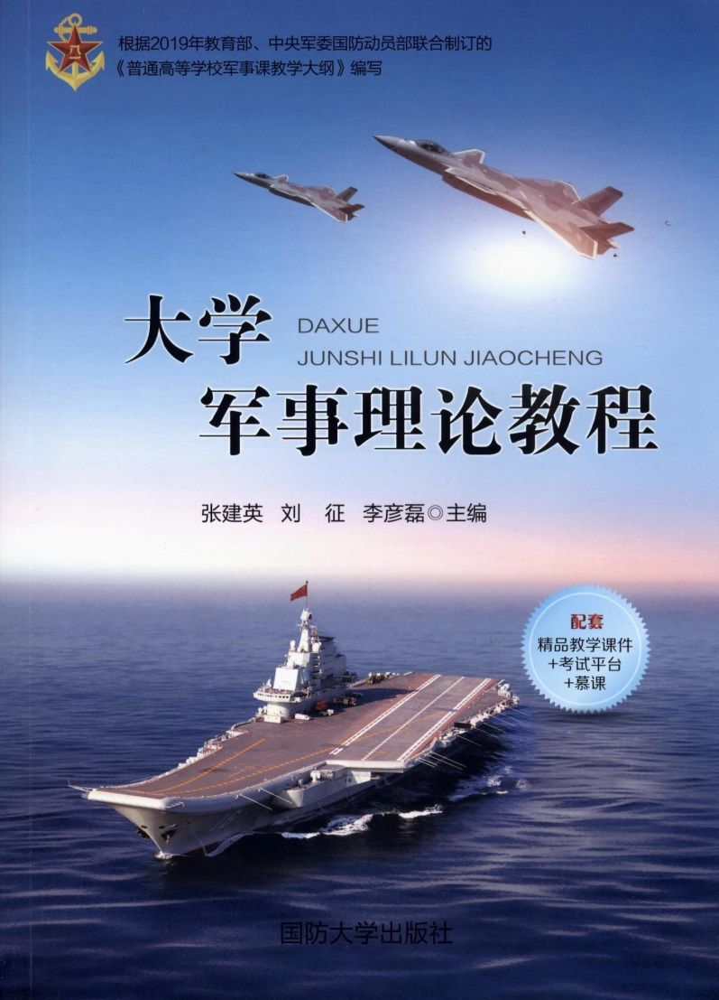 根据2019年教育部、中央军委国防动员部联合制订的
《普通高等学校军事课教学大纲》编写
大学
DAXUE
JUNSHI LILUN JIAOCHENG
军事理论教程
张建英 刘 征 李彦磊◎主编
配套
精品教学课件
+考试平台
+慕课
国防大学出版社